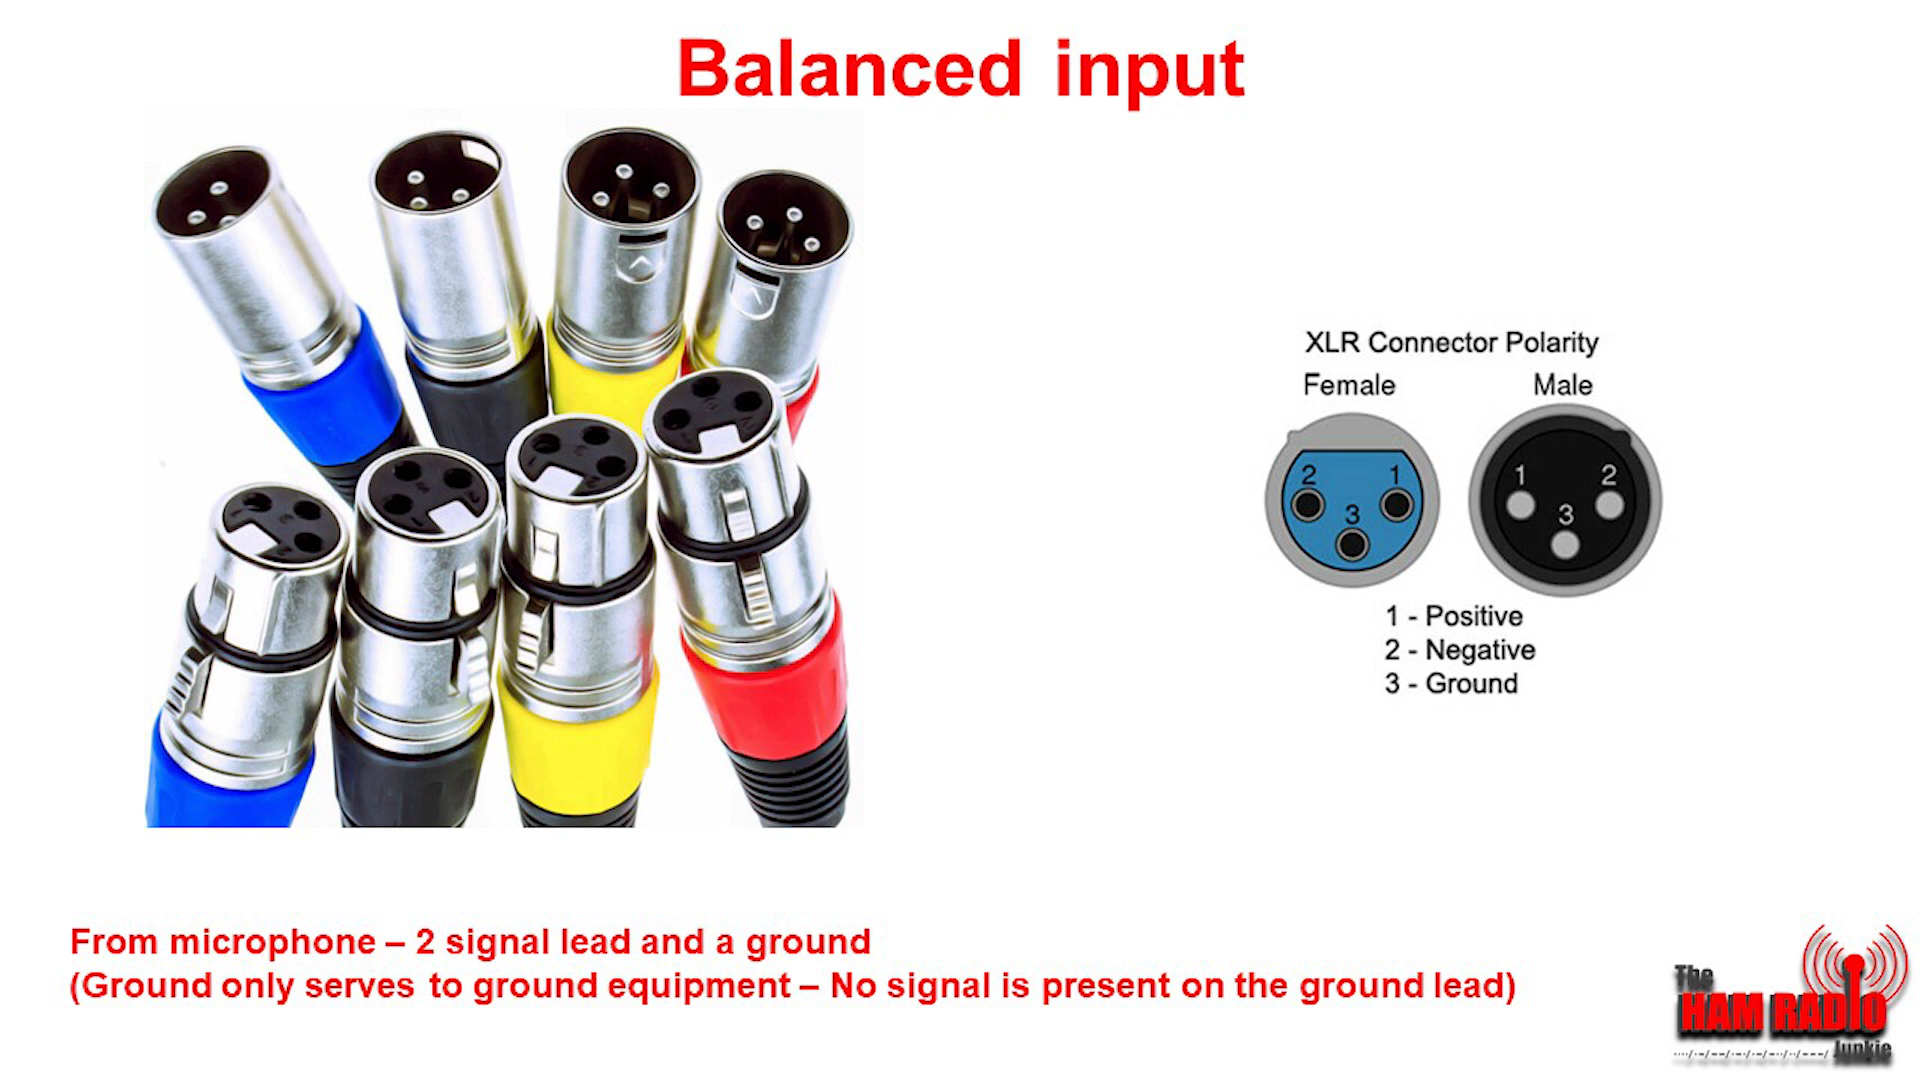 Balanced input
XLR Connector Polarity
Female Male
2 1
3
1 2
3
1 - Positive
2 - Negative
3 - Ground
From microphone – 2 signal lead and a ground
(Ground only serves to ground equipment – No signal is present on the ground lead)
The
HAM RADIO
Junkie